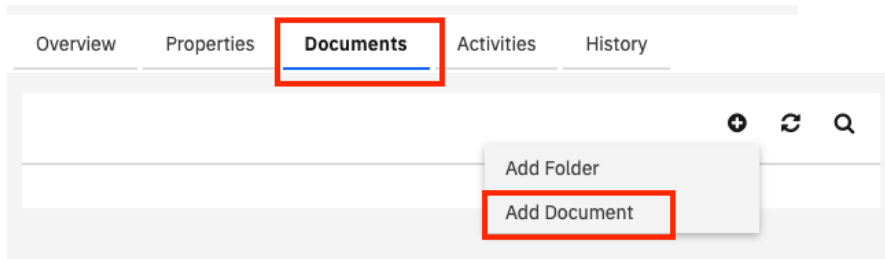 Overview Properties Documents Activities History
Add Folder
Add Document